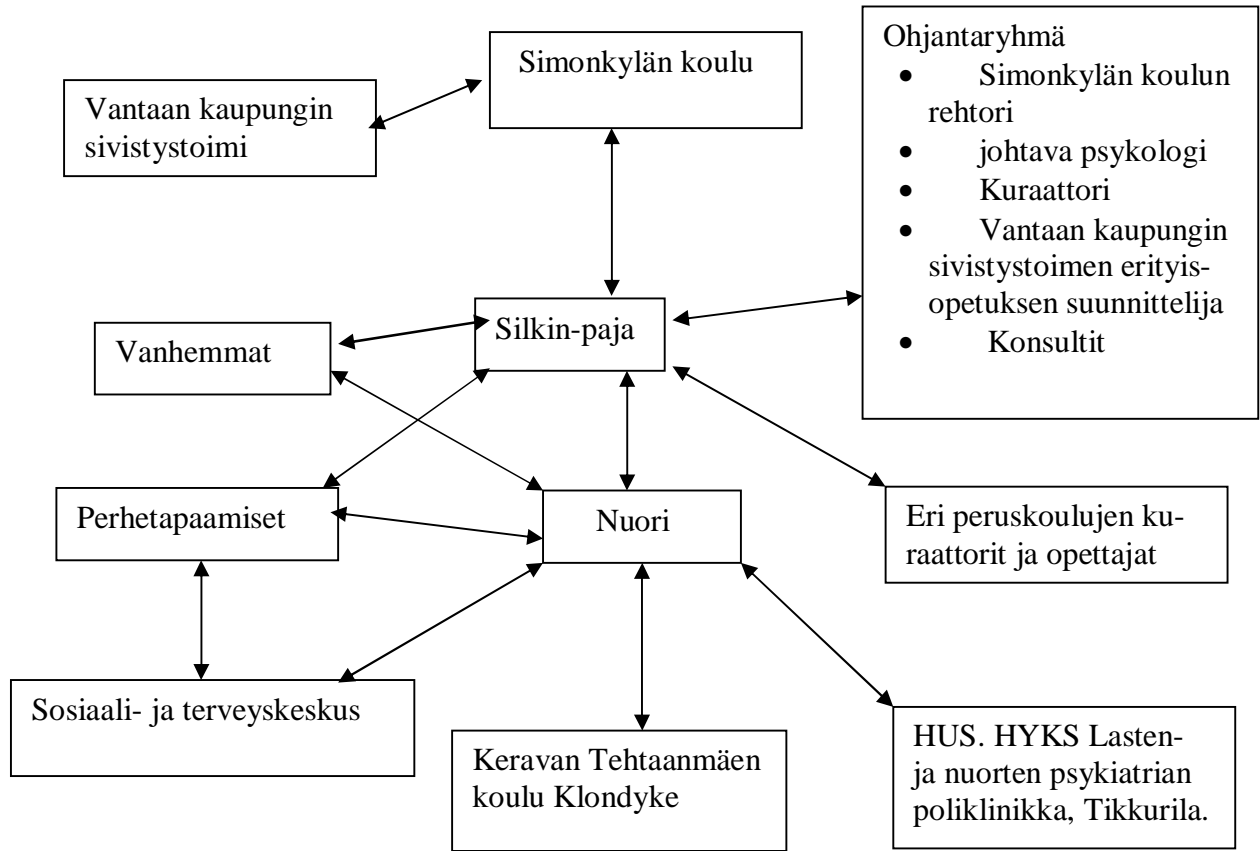 Simonkylän koulu
Vantaan kaupungin
sivistystoimi
Ohjantaryhmä
• Simonkylän koulun
rehtori
• johtava psykologi
• Kuraattori
• Vantaan kaupungin
sivistystoimen erityis-
opetuksen suunnittelija
• Konsultit
Silkin-paja
Vanhemmat
Perhetapaamiset
Nuori
Eri peruskoulujen ku-
raattorit ja opettajat
Sosiaali- ja terveyskeskus
Keravan Tehtaanmäen
koulu Klondyke
HUS. HYKS Lasten-
ja nuorten psykiatrian
poliklinikka, Tikkurila.